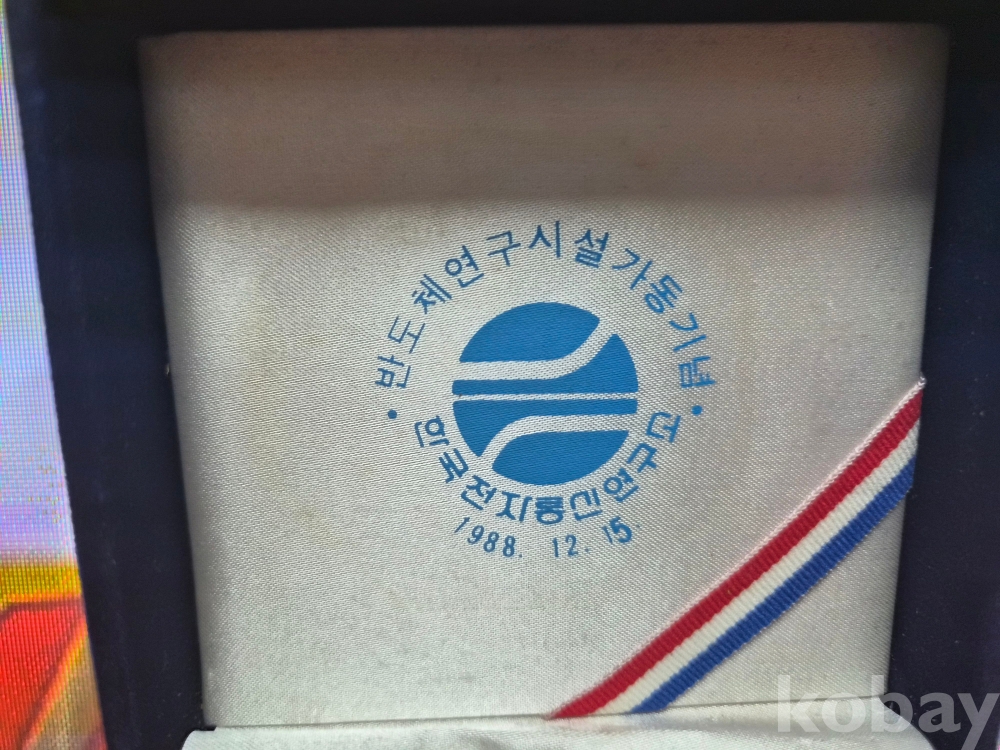 반도체연구시설가동기념
한국전자통신연구소
1988. 12. 15.
kobay